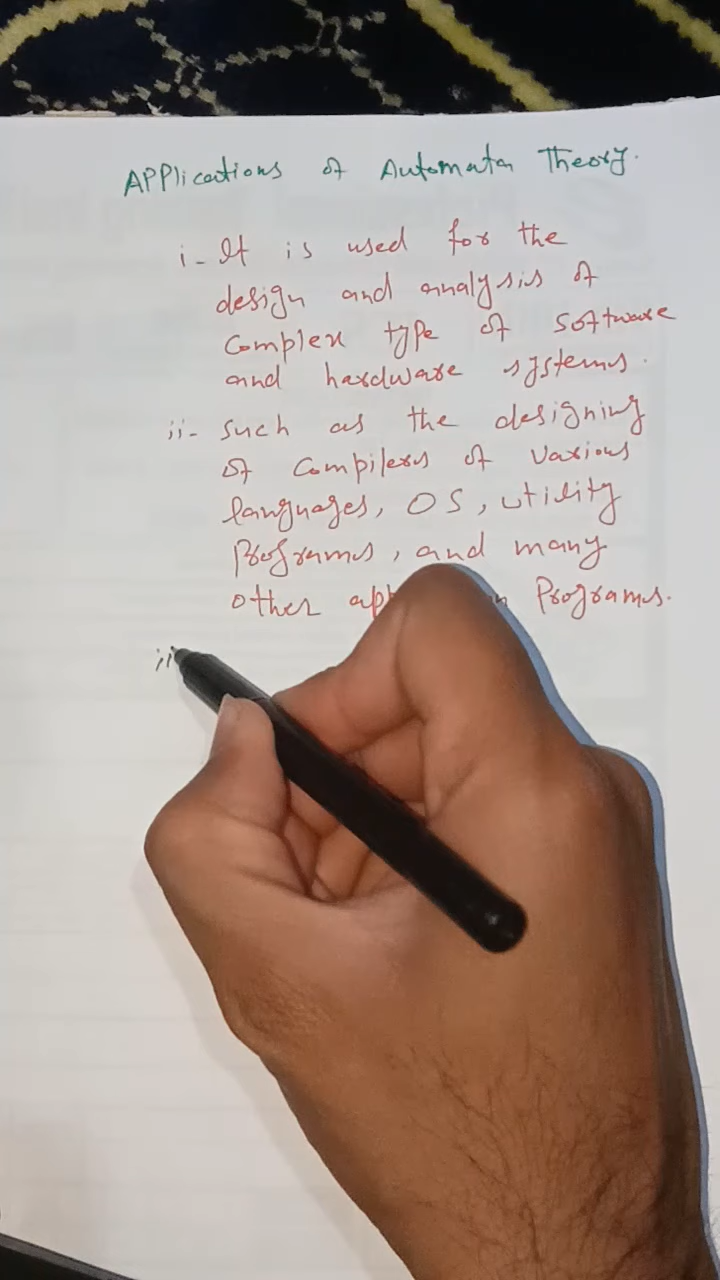 Applications of Automata Theory.
i- It is used for the
design and analysis of
complex type of software
and hardware systems.
ii- such as the designing
of compilers of various
languages, OS, utility
programs, and many
other programs.
ii